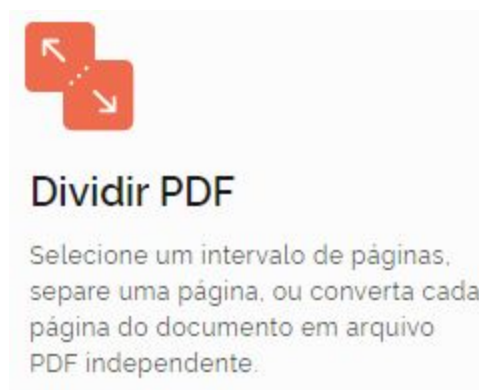 Dividir PDF
Selecione um intervalo de páginas,
separe uma página, ou converta cada
página do documento em arquivo
PDF independente.